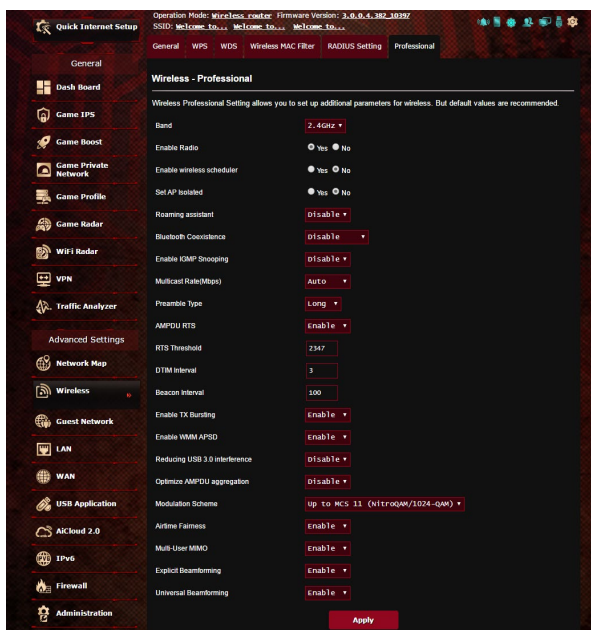 Quick Internet Setup
Operation Mode: Wireless router Firmware Version: 3.0.0.4.382_10397
SSID: Welcome to... Welcome to... Welcome to...
General WPS WDS Wireless MAC Filter RADIUS Setting Professional
General
Dash Board
Game IPS
Game Boost
Game Private
Network
Game Profile
Game Radar
WiFi Radar
VPN
Traffic Analyzer
Advanced Settings
Network Map
Wireless
Guest Network
LAN
WAN
USB Application
AiCloud 2.0
IPv6
Firewall
Administration
Wireless - Professional
Wireless Professional Setting allows you to set up additional parameters for wireless. But default values are recommended.
Band 2.4GHz
Enable Radio Yes No
Enable wireless scheduler Yes No
Set AP Isolated Yes No
Roaming assistant Disable
Bluetooth Coexistence Disable
Enable IGMP Snooping Disable
Multicast Rate(Mbps) Auto
Preamble Type Long
AMPDU RTS Enable
RTS Threshold 2347
DTIM Interval 3
Beacon Interval 100
Enable TX Bursting Enable
Enable WMM APSD Enable
Reducing USB 3.0 interference Disable
Optimize AMPDU aggregation Disable
Modulation Scheme Up to MCS 11 (NitroQAM/1024-QAM)
Airtime Fairness Enable
Multi-User MIMO Enable
Explicit Beamforming Enable
Universal Beamforming Enable
Apply